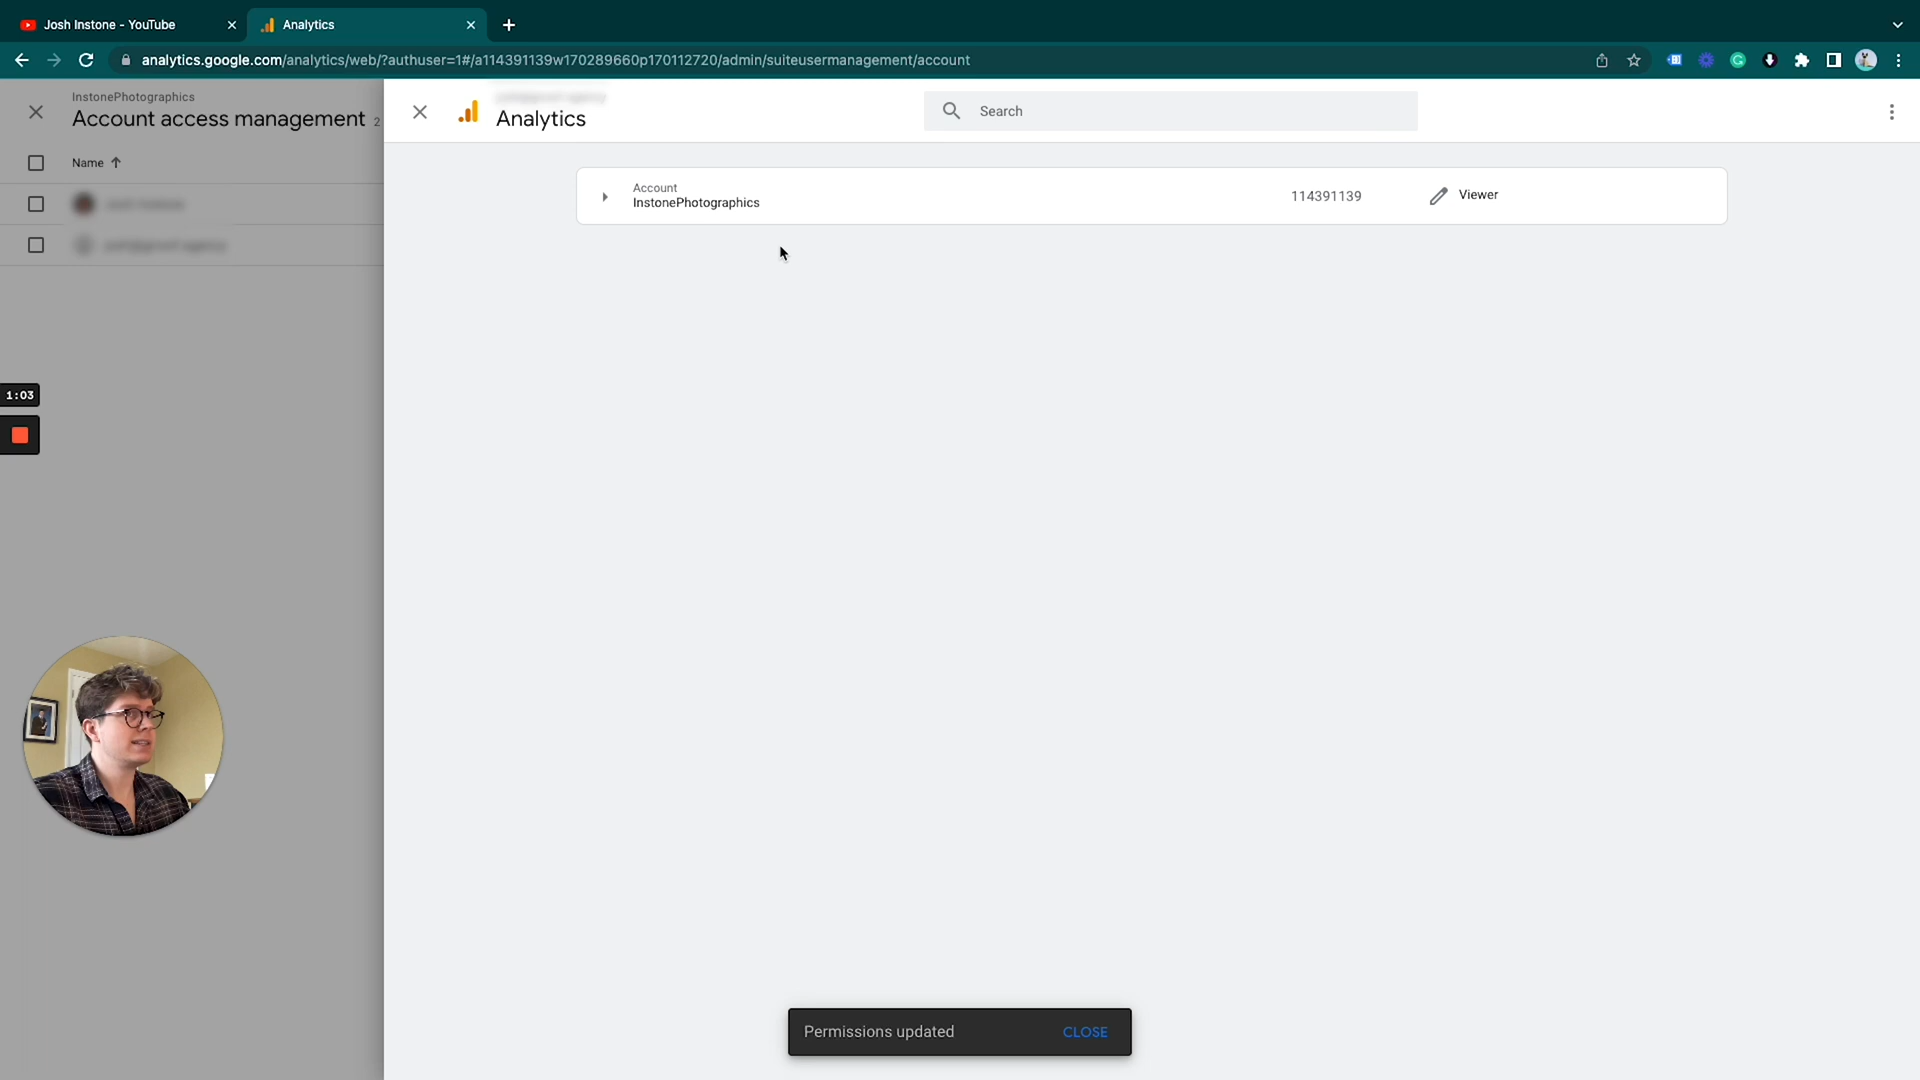 Josh Instone - YouTube
Analytics
analytics.google.com/analytics/web/?authuser=1#/a114391139w170289660p170112720/admin/suiteusermanagement/account
InstonePhotographics
Account access management 2
Name
Analytics
Search
Account
InstonePhotographics
114391139
Viewer
1:03
Permissions updated
CLOSE